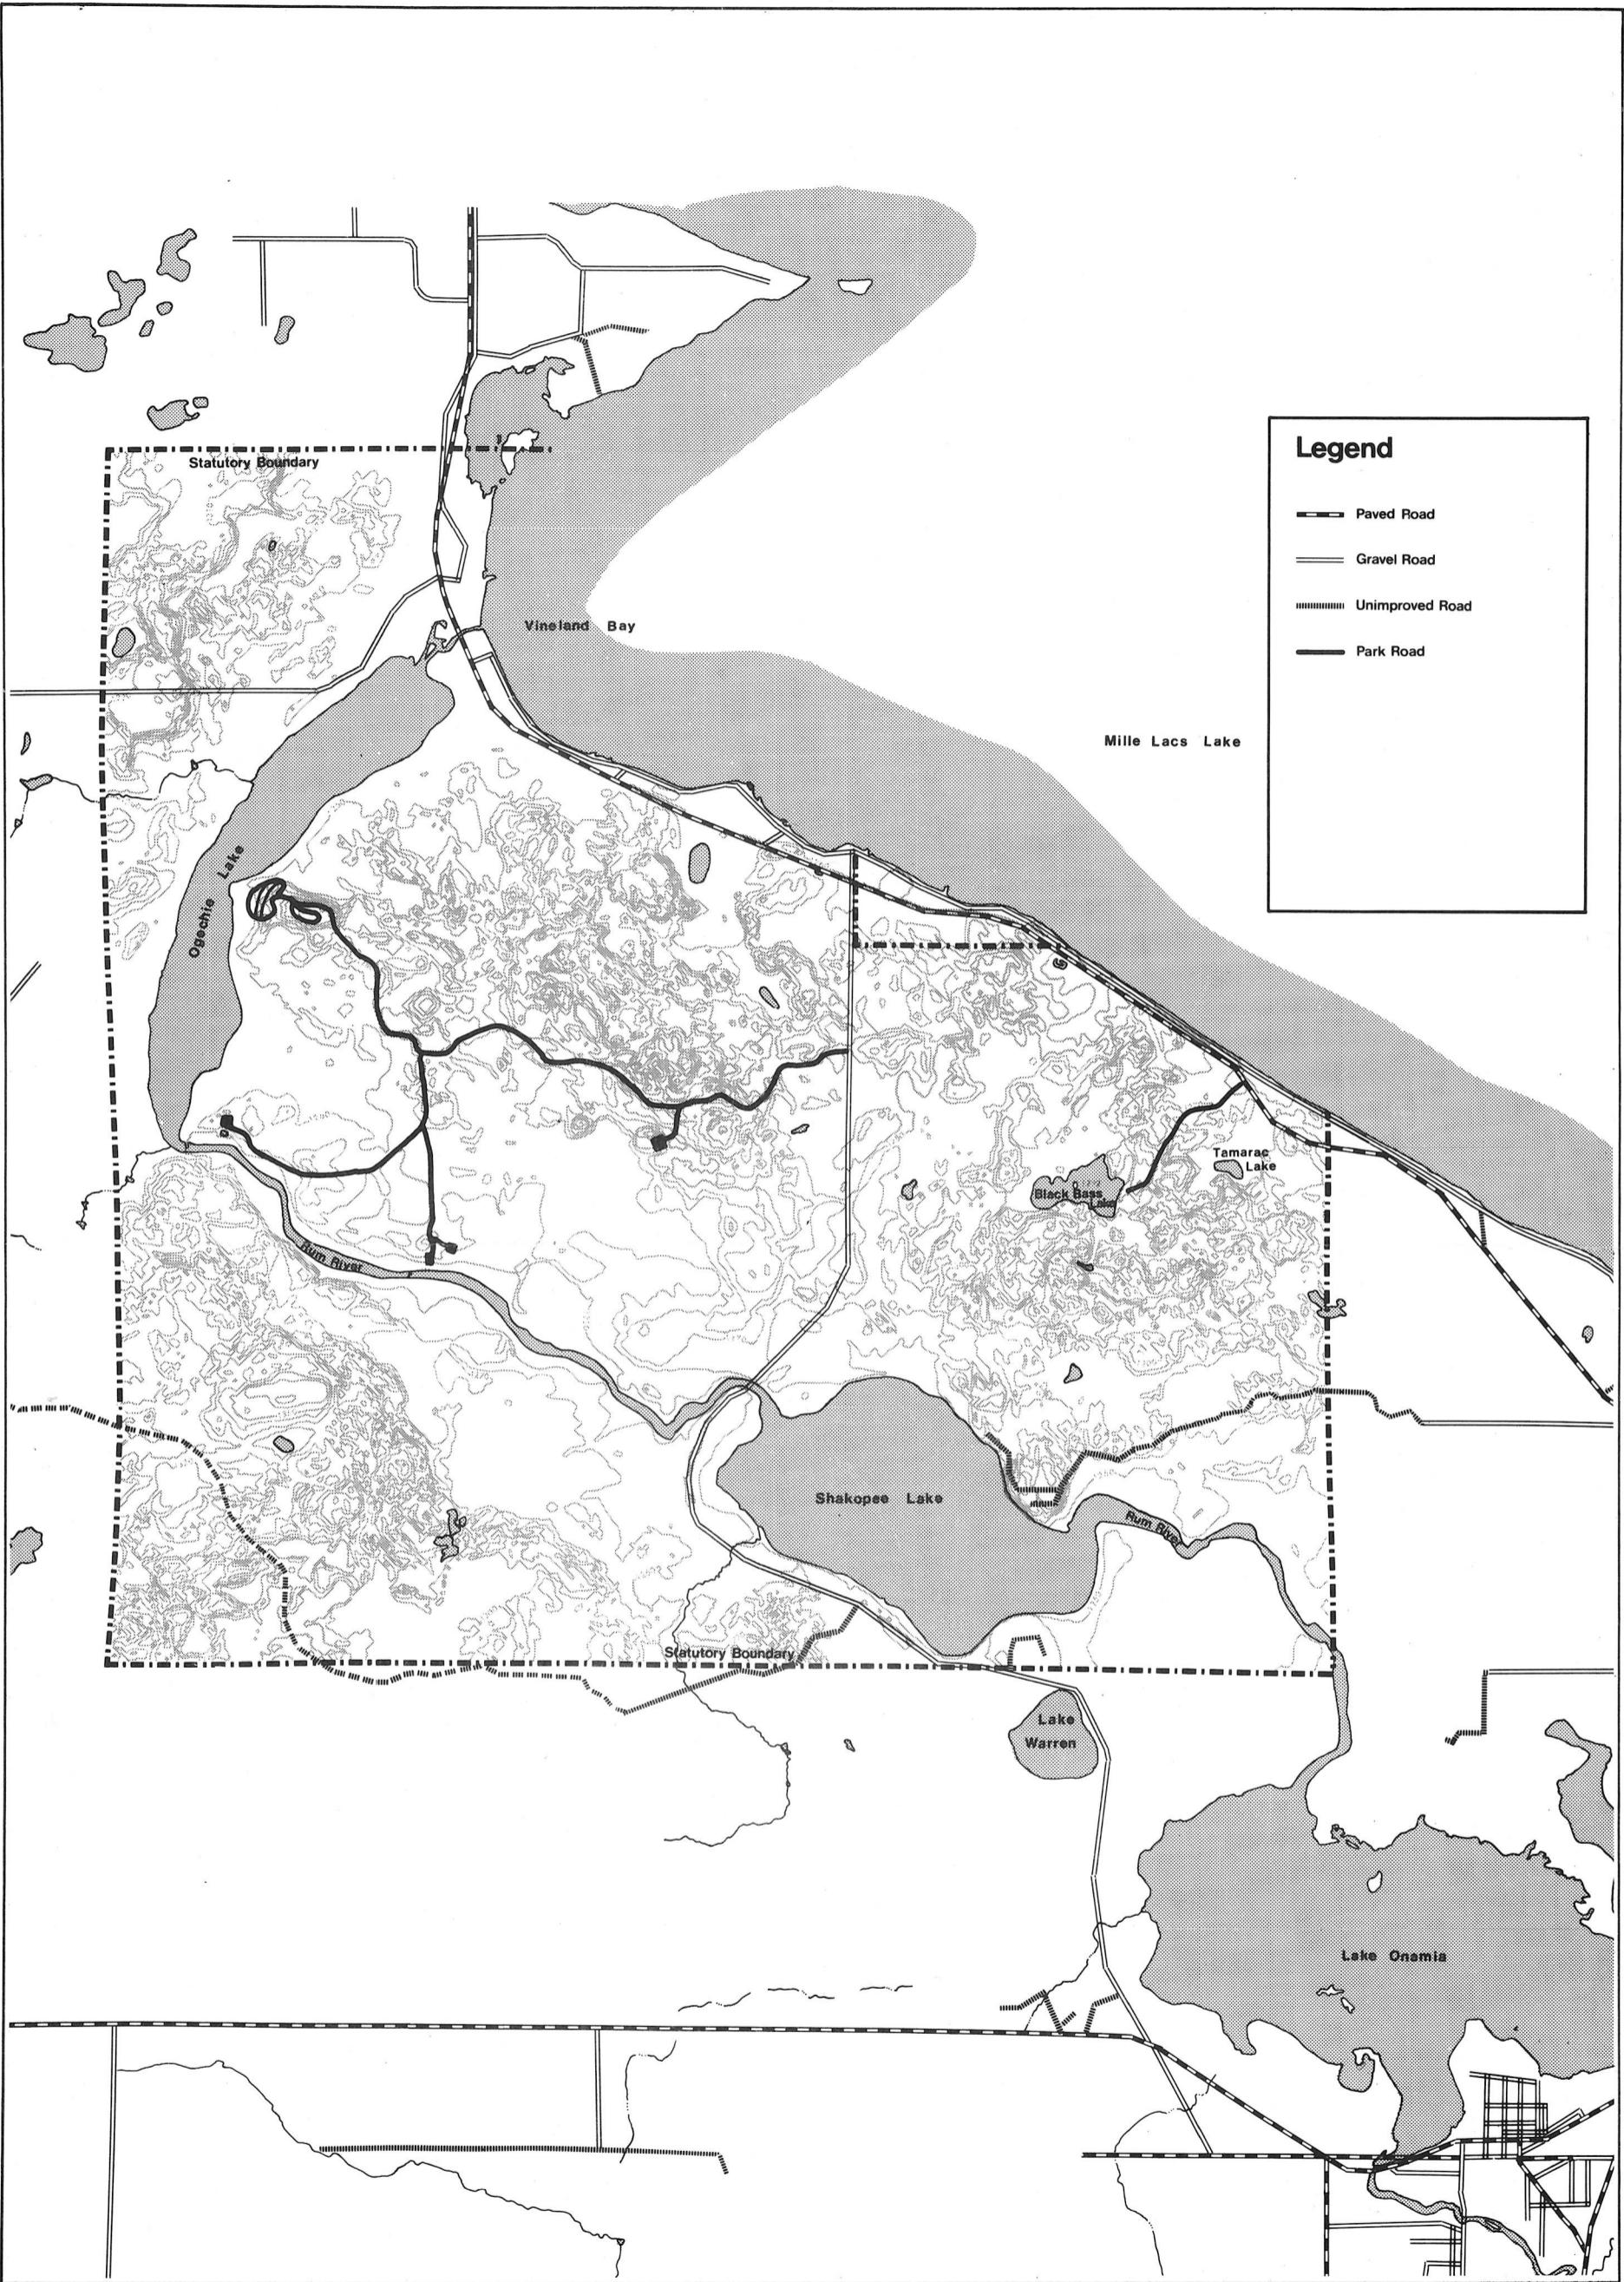 Legend
Statutory Boundary
Paved Road
Gravel Road
Unimproved Road
Vineland Bay
Park Road
Mille Lacs Lake
Ogechie Lake
Tamarac
Lake
Black Bass
Lake
Rum River
Shakopee Lake
Rum River
Statutory Boundary
Lake
Warren
Lake Onamia